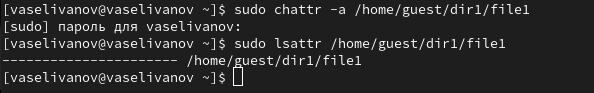 [vaselivanov@vaselivanov ~]$ sudo chattr -a /home/guest/dir1/file1
[sudo] пароль для vaselivanov:
[vaselivanov@vaselivanov ~]$ sudo lsattr /home/guest/dir1/file1
---------------------- /home/guest/dir1/file1
[vaselivanov@vaselivanov ~]$